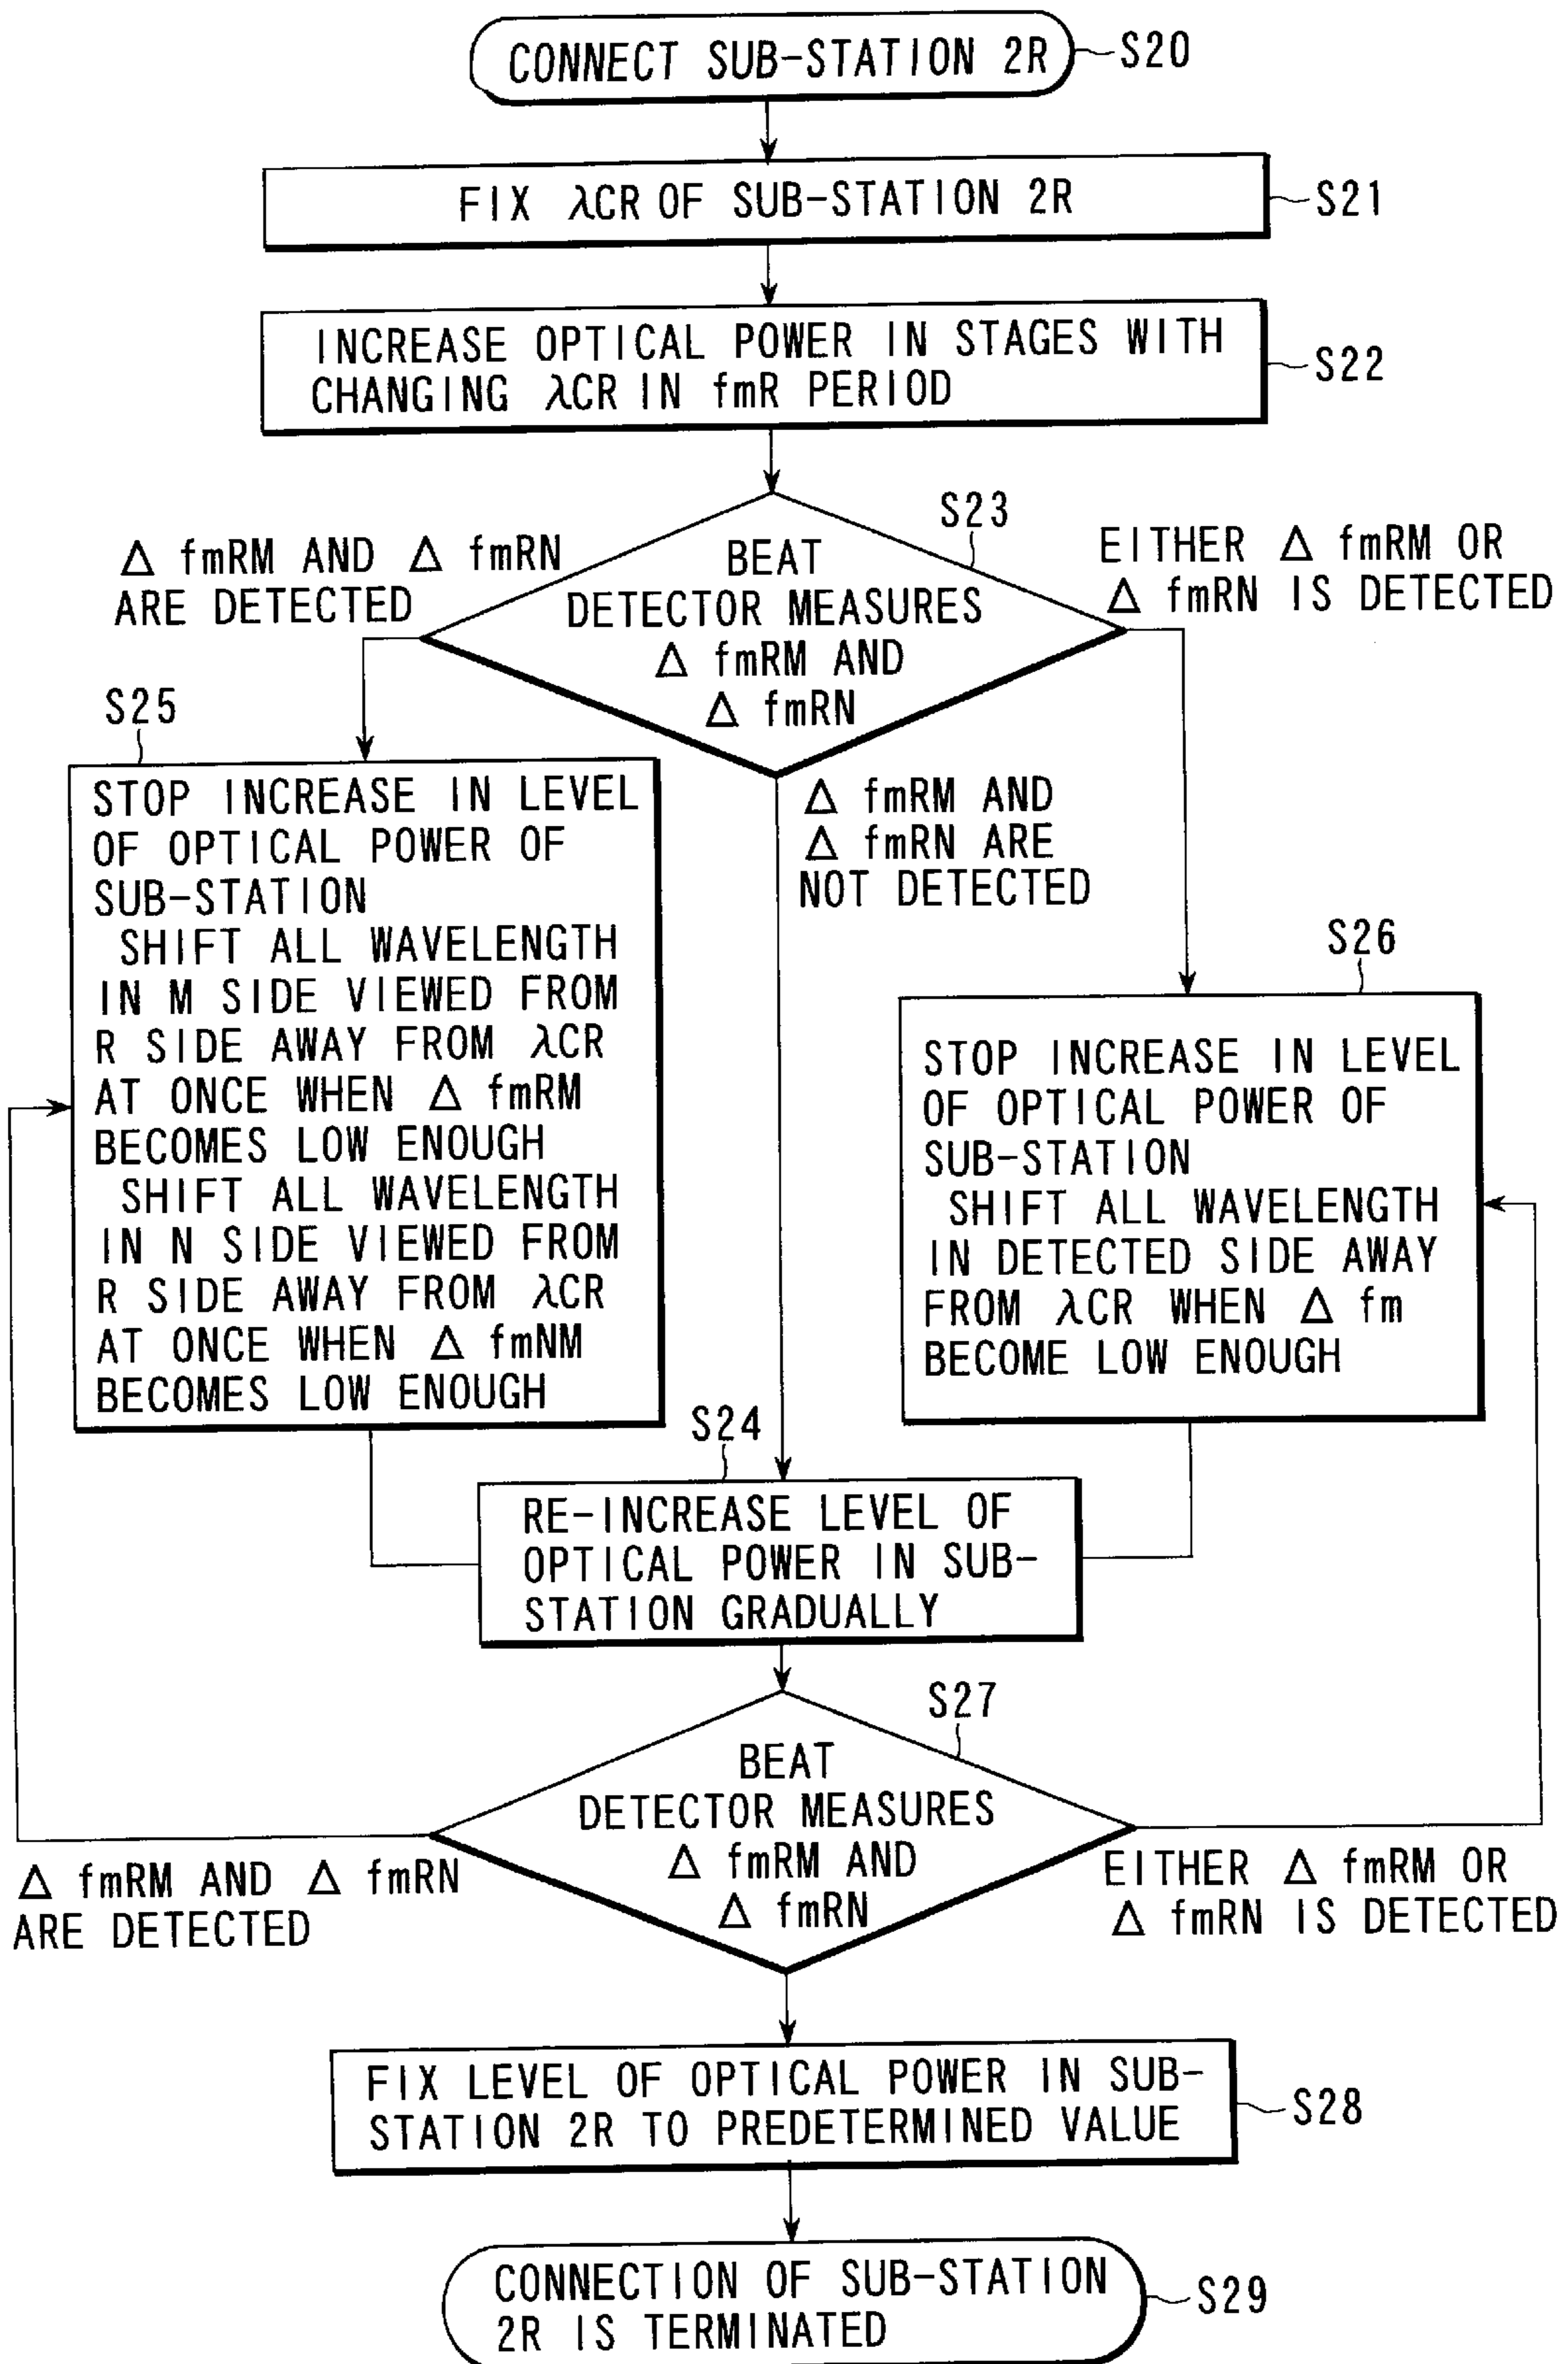 CONNECT SUB-STATION 2R
S20
FIX λCR OF SUB-STATION 2R
S21
INCREASE OPTICAL POWER IN STAGES WITH
CHANGING λCR IN fmR PERIOD
S22
S23
BEAT
DETECTOR MEASURES
Δ fmRM AND
Δ fmRN
Δ fmRM AND Δ fmRN
ARE DETECTED
EITHER Δ fmRM OR
Δ fmRN IS DETECTED
Δ fmRM AND
Δ fmRN ARE
NOT DETECTED
S25
STOP INCREASE IN LEVEL
OF OPTICAL POWER OF
SUB-STATION
SHIFT ALL WAVELENGTH
IN M SIDE VIEWED FROM
R SIDE AWAY FROM λCR
AT ONCE WHEN Δ fmRM
BECOMES LOW ENOUGH
SHIFT ALL WAVELENGTH
IN N SIDE VIEWED FROM
R SIDE AWAY FROM λCR
AT ONCE WHEN Δ fmNM
BECOMES LOW ENOUGH
S26
STOP INCREASE IN LEVEL
OF OPTICAL POWER OF
SUB-STATION
SHIFT ALL WAVELENGTH
IN DETECTED SIDE AWAY
FROM λCR WHEN Δ fm
BECOME LOW ENOUGH
S24
RE-INCREASE LEVEL OF
OPTICAL POWER IN SUB-
STATION GRADUALLY
S27
BEAT
DETECTOR MEASURES
Δ fmRM AND
Δ fmRN
Δ fmRM AND Δ fmRN
ARE DETECTED
EITHER Δ fmRM OR
Δ fmRN IS DETECTED
FIX LEVEL OF OPTICAL POWER IN SUB-
STATION 2R TO PREDETERMINED VALUE
S28
CONNECTION OF SUB-STATION
2R IS TERMINATED
S29